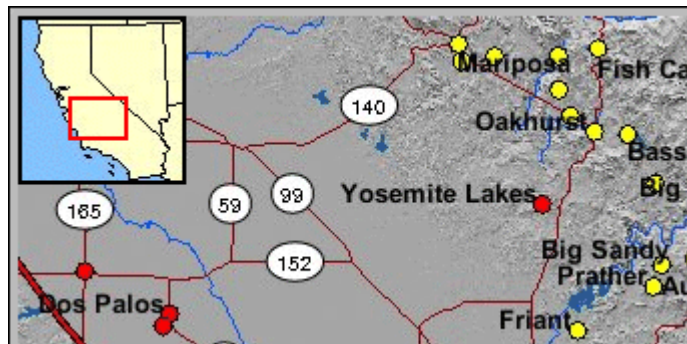 Mariposa
Fish Ca
140
Oakhurst
Bass
Yosemite Lakes
Big
165
59
99
152
Big Sandy
Prather
Au
Dos Palos
Friant